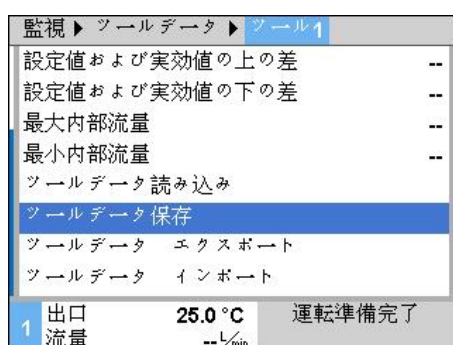 監視 ▶ ツールデータ ▶ ツール1
設定値および実効値の上の差 --
設定値および実効値の下の差 --
最大内部流量 --
最小内部流量 --
ツールデータ読み込み
ツールデータ保存
ツールデータ エクスポート
ツールデータ インポート
1 出口 25.0 °C 運転準備完了
流量 -- L/min